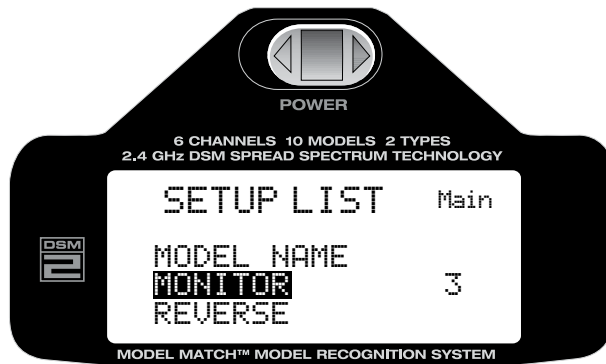 POWER
6 CHANNELS 10 MODELS 2 TYPES
2.4 GHz DSM SPREAD SPECTRUM TECHNOLOGY
SETUP LIST Main
DSM
2
MODEL NAME
MONITOR 3
REVERSE
MODEL MATCH™ MODEL RECOGNITION SYSTEM